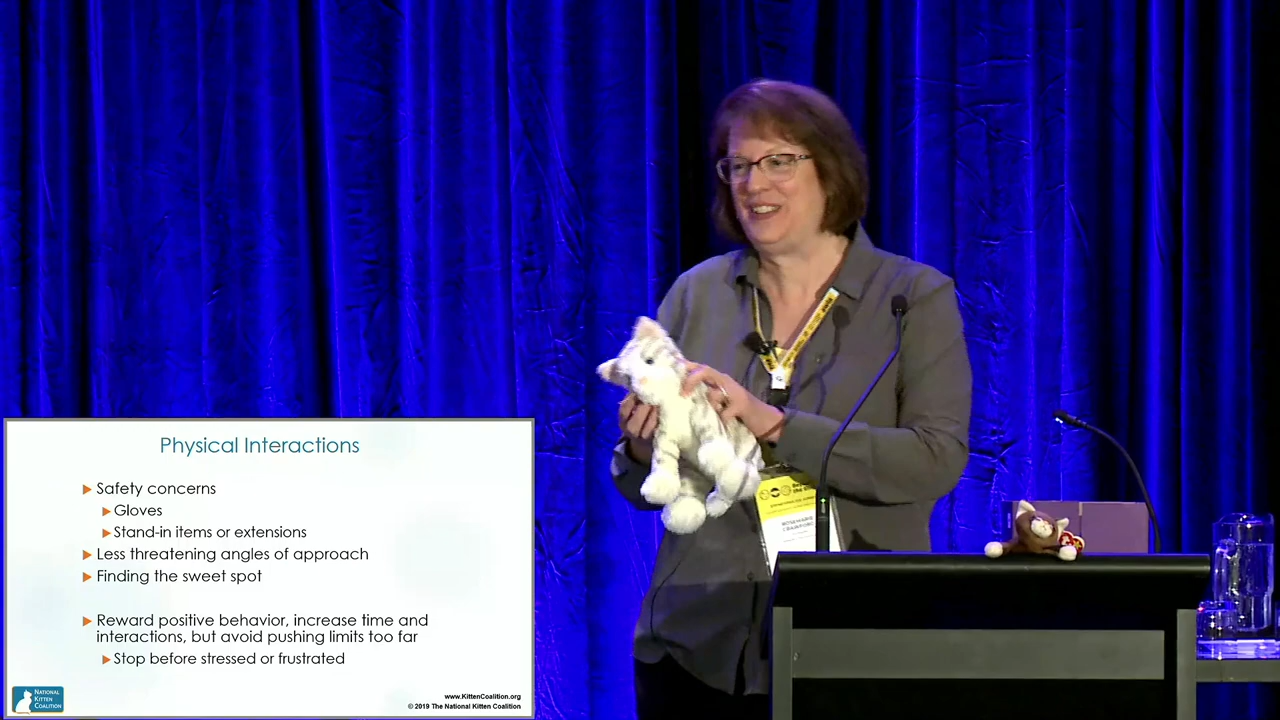 Physical Interactions
Safety concerns
Gloves
Stand-in items or extensions
Less threatening angles of approach
Finding the sweet spot
Reward positive behavior, increase time and
interactions, but avoid pushing limits too far
Stop before stressed or frustrated
NATIONAL
KITTEN
COALITION
www.KittenCoalition.org
© 2019 The National Kitten Coalition
ROSEMARIE
CRAWFORD